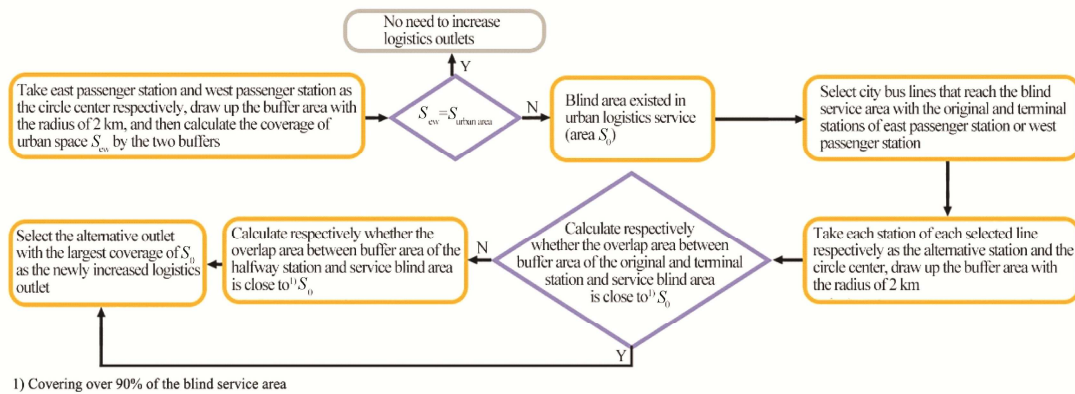 No need to increase
logistics outlets
Y
Take east passenger station and west passenger station as
the circle center respectively, draw up the buffer area with
the radius of 2 km, and then calculate the coverage of
urban space S_ew by the two buffers
S_ew=S_urban area
N
Blind area existed in
urban logistics service
(area S_0)
Select city bus lines that reach the blind
service area with the original and terminal
stations of east passenger station or west
passenger station
Take each station of each selected line
respectively as the alternative station and the
circle center, draw up the buffer area with
the radius of 2 km
Calculate respectively
whether the overlap area between
buffer area of the original and terminal
station and service blind area
is close to¹⁾ S_0
N
Calculate respectively whether the
overlap area between buffer area of the
halfway station and service blind area
is close to¹⁾ S_0
Select the alternative outlet
with the largest coverage of S_0
as the newly increased logistics
outlet
Y
1) Covering over 90% of the blind service area